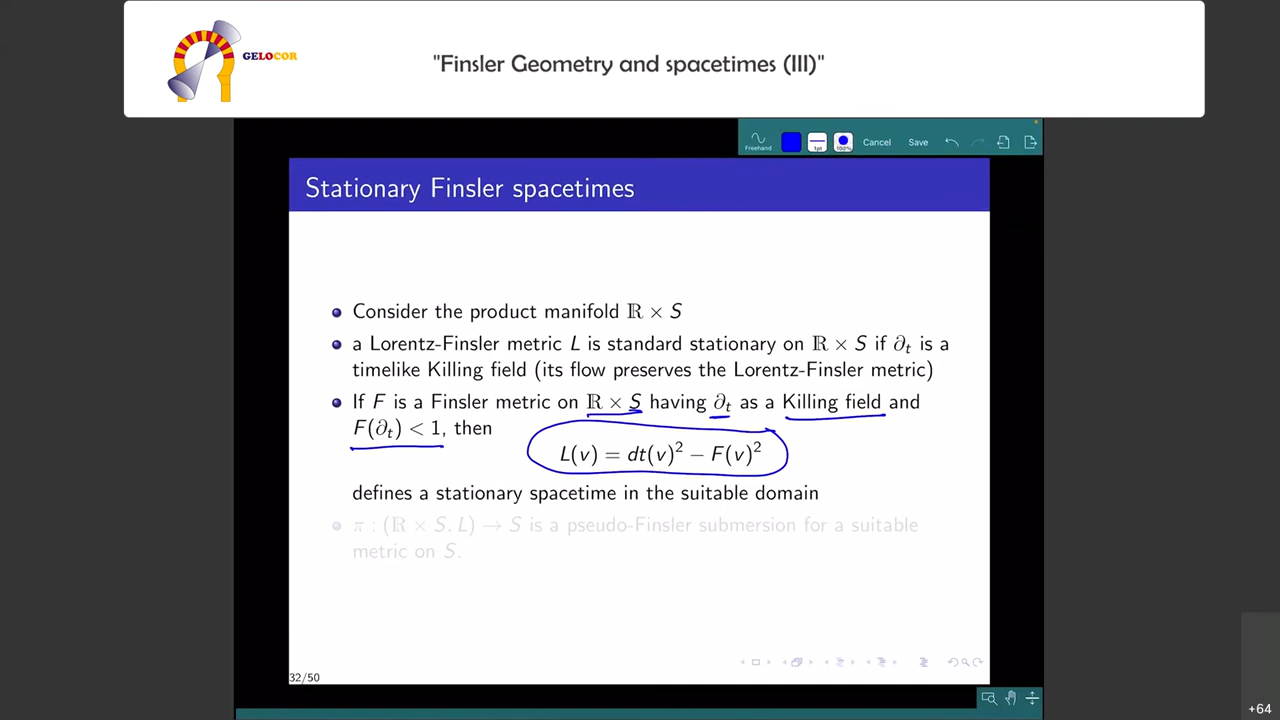 GELOCOR
"Finsler Geometry and spacetimes (III)"
Freehand
1pt
100%
Cancel
Save
Stationary Finsler spacetimes
Consider the product manifold ℝ × S
a Lorentz-Finsler metric L is standard stationary on ℝ × S if ∂ₜ is a
timelike Killing field (its flow preserves the Lorentz-Finsler metric)
If F is a Finsler metric on ℝ × S having ∂ₜ as a Killing field and
F(∂ₜ) < 1, then
L(v) = dt(v)² − F(v)²
defines a stationary spacetime in the suitable domain
π : (ℝ × S, L) → S is a pseudo-Finsler submersion for a suitable
metric on S.
32/50
+64